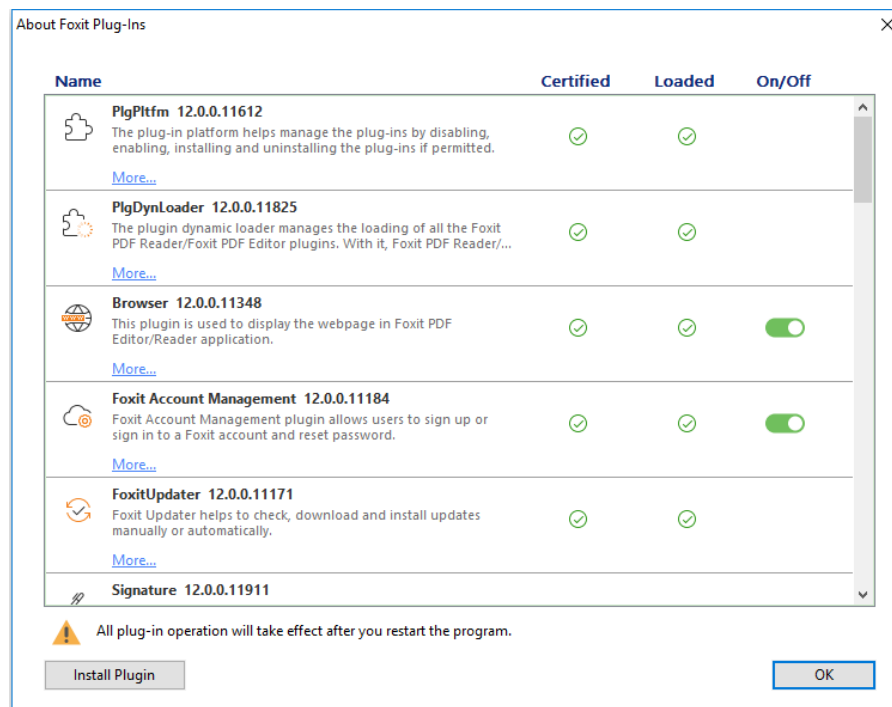 About Foxit Plug-Ins
Name Certified Loaded On/Off
PlgPltfm 12.0.0.11612
The plug-in platform helps manage the plug-ins by disabling,
enabling, installing and uninstalling the plug-ins if permitted.
More...
PlgDynLoader 12.0.0.11825
The plugin dynamic loader manages the loading of all the Foxit
PDF Reader/Foxit PDF Editor plugins. With it, Foxit PDF Reader/...
More...
Browser 12.0.0.11348
WWW
This plugin is used to display the webpage in Foxit PDF
Editor/Reader application.
More...
Foxit Account Management 12.0.0.11184
Foxit Account Management plugin allows users to sign up or
sign in to a Foxit account and reset password.
More...
FoxitUpdater 12.0.0.11171
Foxit Updater helps to check, download and install updates
manually or automatically.
More...
Signature 12.0.0.11911
All plug-in operation will take effect after you restart the program.
Install Plugin OK